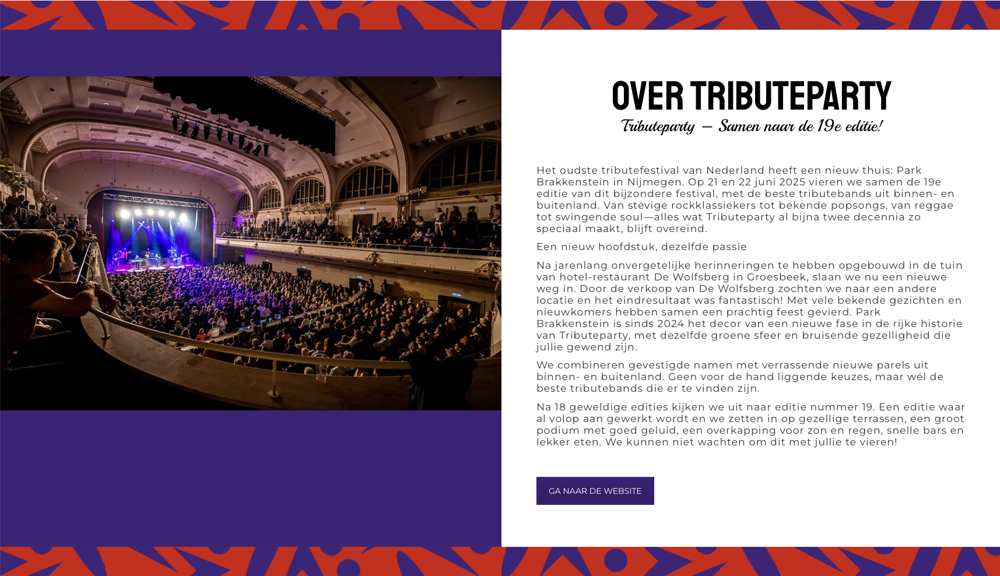 OVER TRIBUTEPARTY
Tributeparty – Samen naar de 19e editie!
Het oudste tributefestival van Nederland heeft een nieuw thuis: Park
Brakkenstein in Nijmegen. Op 21 en 22 juni 2025 vieren we samen de 19e
editie van dit bijzondere festival, met de beste tributebands uit binnen- en
buitenland. Van stevige rockklassiekers tot bekende popsongs, van reggae
tot swingende soul—alles wat Tributeparty al bijna twee decennia zo
speciaal maakt, blijft overeind.
Een nieuw hoofdstuk, dezelfde passie
Na jarenlang onvergetelijke herinneringen te hebben opgebouwd in de tuin
van hotel-restaurant De Wolfsberg in Groesbeek, slaan we nu een nieuwe
weg in. Door de verkoop van De Wolfsberg zochten we naar een andere
locatie en het eindresultaat was fantastisch! Met vele bekende gezichten en
nieuwkomers hebben samen een prachtig feest gevierd. Park
Brakkenstein is sinds 2024 het decor van een nieuwe fase in de rijke historie
van Tributeparty, met dezelfde groene sfeer en bruisende gezelligheid die
jullie gewend zijn.
We combineren gevestigde namen met verrassende nieuwe parels uit
binnen- en buitenland. Geen voor de hand liggende keuzes, maar wél de
beste tributebands die er te vinden zijn.
Na 18 geweldige edities kijken we uit naar editie nummer 19. Een editie waar
al volop aan gewerkt wordt en we zetten in op gezellige terrassen, een groot
podium met goed geluid, een overkapping voor zon en regen, snelle bars en
lekker eten. We kunnen niet wachten om dit met jullie te vieren!
GA NAAR DE WEBSITE